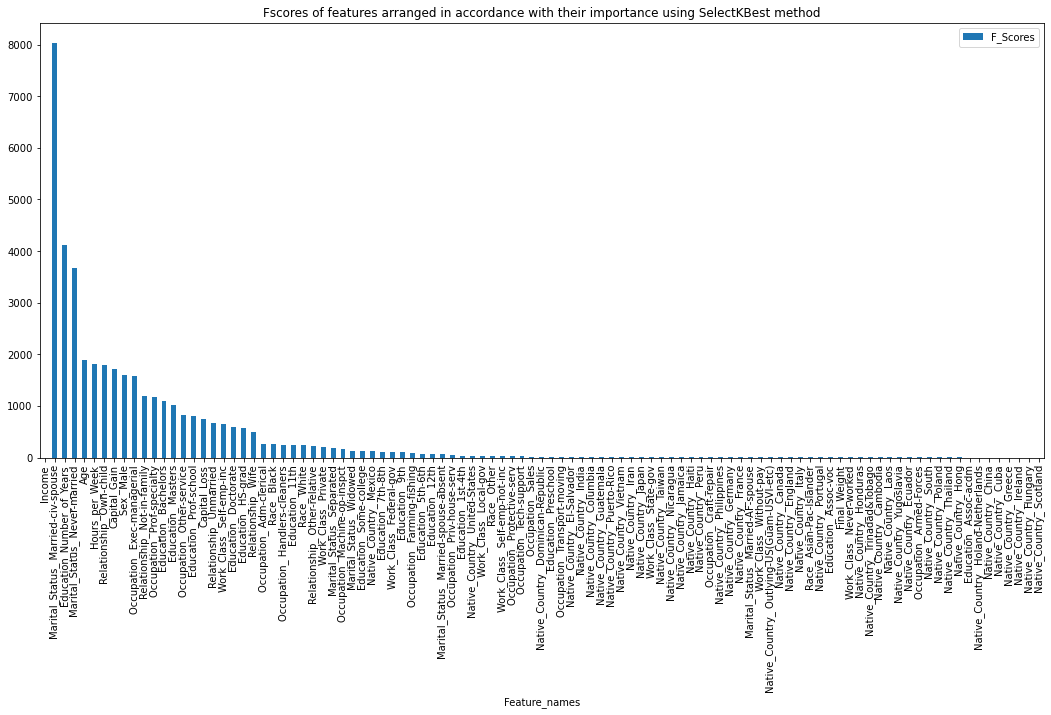 Fscores of features arranged in accordance with their importance using SelectKBest method
F_Scores
8000
7000
6000
5000
4000
3000
2000
1000
0
Income
Marital_Status_ Married-civ-spouse
Education_Number_of_Years
Marital_Status_ Never-married
Age
Hours_per_Week
Relationship_ Own-child
Capital_Gain
Sex_ Male
Occupation_ Exec-managerial
Relationship_ Not-in-family
Occupation_ Prof-specialty
Education_ Bachelors
Education_ Masters
Occupation_ Other-service
Education_ Prof-school
Capital_Loss
Relationship_ Unmarried
Work_Class_ Self-emp-inc
Education_ Doctorate
Education_ HS-grad
Relationship_ Wife
Occupation_ Adm-clerical
Race_ Black
Occupation_ Handlers-cleaners
Education_ 11th
Race_ White
Relationship_ Other-relative
Work_Class_ Private
Marital_Status_ Separated
Occupation_ Machine-op-inspct
Marital_Status_ Widowed
Education_ Some-college
Native_Country_ Mexico
Education_ 7th-8th
Work_Class_ Federal-gov
Education_ 9th
Occupation_ Farming-fishing
Education_ 5th-6th
Education_ 12th
Marital_Status_ Married-spouse-absent
Occupation_ Priv-house-serv
Education_ 1st-4th
Native_Country_ United-States
Work_Class_ Local-gov
Race_ Other
Work_Class_ Self-emp-not-inc
Occupation_ Protective-serv
Occupation_ Tech-support
Occupation_ Sales
Native_Country_ Dominican-Republic
Education_ Preschool
Occupation_ Transport-moving
Native_Country_ El-Salvador
Native_Country_ India
Native_Country_ Columbia
Native_Country_ Guatemala
Native_Country_ Puerto-Rico
Native_Country_ Vietnam
Native_Country_ Iran
Native_Country_ Japan
Work_Class_ State-gov
Native_Country_ Taiwan
Native_Country_ Nicaragua
Native_Country_ Jamaica
Native_Country_ Haiti
Native_Country_ Peru
Occupation_ Craft-repair
Native_Country_ Philippines
Native_Country_ Germany
Native_Country_ France
Marital_Status_ Married-AF-spouse
Work_Class_ Without-pay
Native_Country_ Outlying-US(Guam-USVI-etc)
Native_Country_ Canada
Native_Country_ England
Native_Country_ Italy
Race_ Asian-Pac-Islander
Native_Country_ Portugal
Education_ Assoc-voc
Final_Weight
Work_Class_ Never-worked
Native_Country_ Honduras
Native_Country_ Trinadad&Tobago
Native_Country_ Cambodia
Native_Country_ Laos
Native_Country_ Yugoslavia
Native_Country_ Ecuador
Occupation_ Armed-Forces
Native_Country_ South
Native_Country_ Poland
Native_Country_ Thailand
Native_Country_ Hong
Education_ Assoc-acdm
Native_Country_ Holand-Netherlands
Native_Country_ China
Native_Country_ Cuba
Native_Country_ Greece
Native_Country_ Ireland
Native_Country_ Hungary
Native_Country_ Scotland
Feature_names